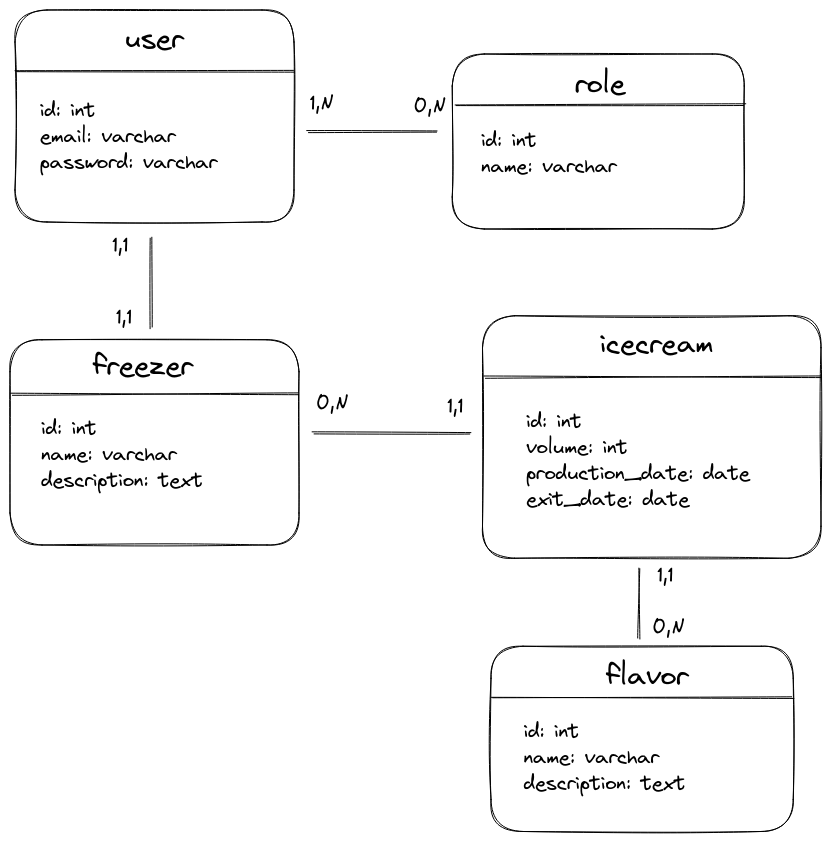 user
id: int
email: varchar
password: varchar
1,N
0,N
role
id: int
name: varchar
1,1
1,1
freezer
id: int
name: varchar
description: text
0,N
1,1
icecream
id: int
volume: int
production_date: date
exit_date: date
1,1
0,N
flavor
id: int
name: varchar
description: text